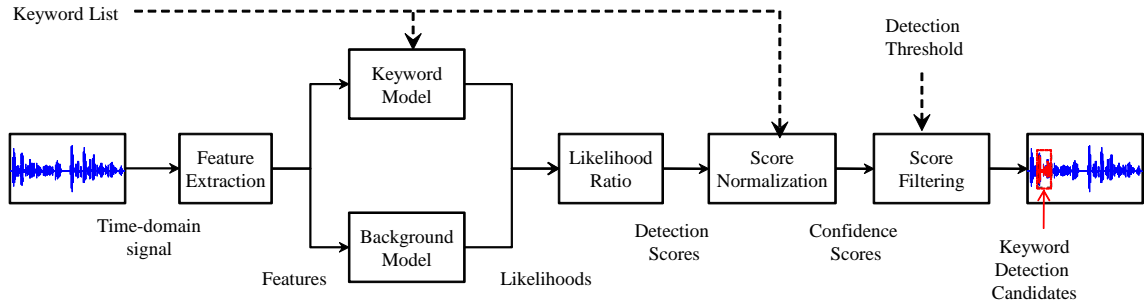 Keyword List
Detection
Threshold
Keyword
Model
Feature
Extraction
Likelihood
Ratio
Score
Normalization
Score
Filtering
Time-domain
signal
Background
Model
Features
Likelihoods
Detection
Scores
Confidence
Scores
Keyword
Detection
Candidates